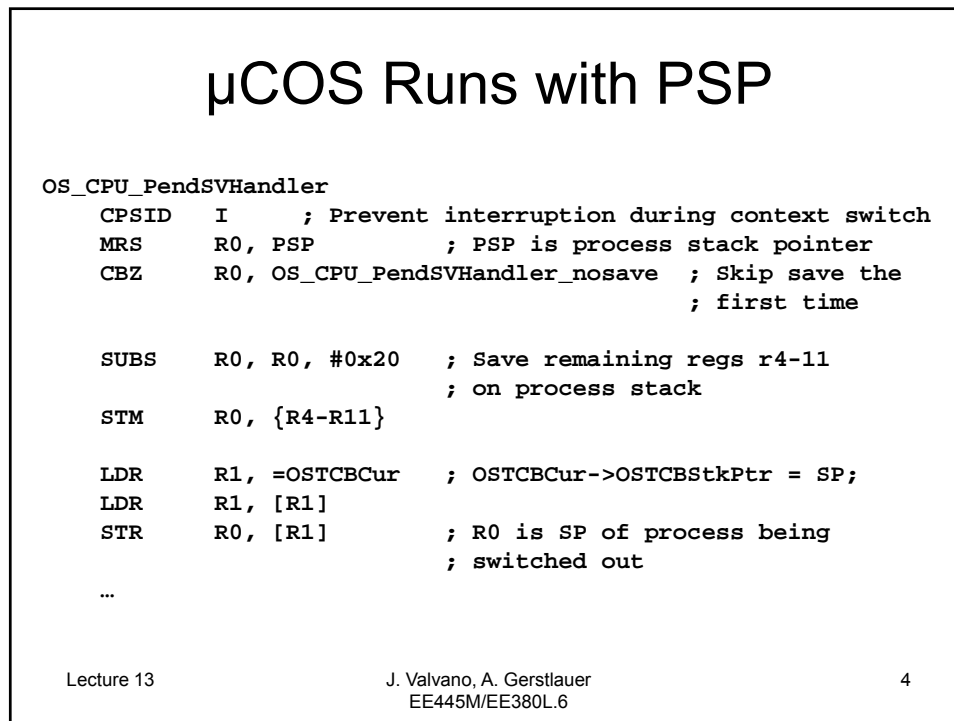 µCOS Runs with PSP
OS_CPU_PendSVHandler
CPSID I ; Prevent interruption during context switch
MRS R0, PSP ; PSP is process stack pointer
CBZ R0, OS_CPU_PendSVHandler_nosave ; Skip save the
; first time
SUBS R0, R0, #0x20 ; Save remaining regs r4-11
; on process stack
STM R0, {R4-R11}
LDR R1, =OSTCBCur ; OSTCBCur->OSTCBStkPtr = SP;
LDR R1, [R1]
STR R0, [R1] ; R0 is SP of process being
; switched out
…
Lecture 13
J. Valvano, A. Gerstlauer
EE445M/EE380L.6
4